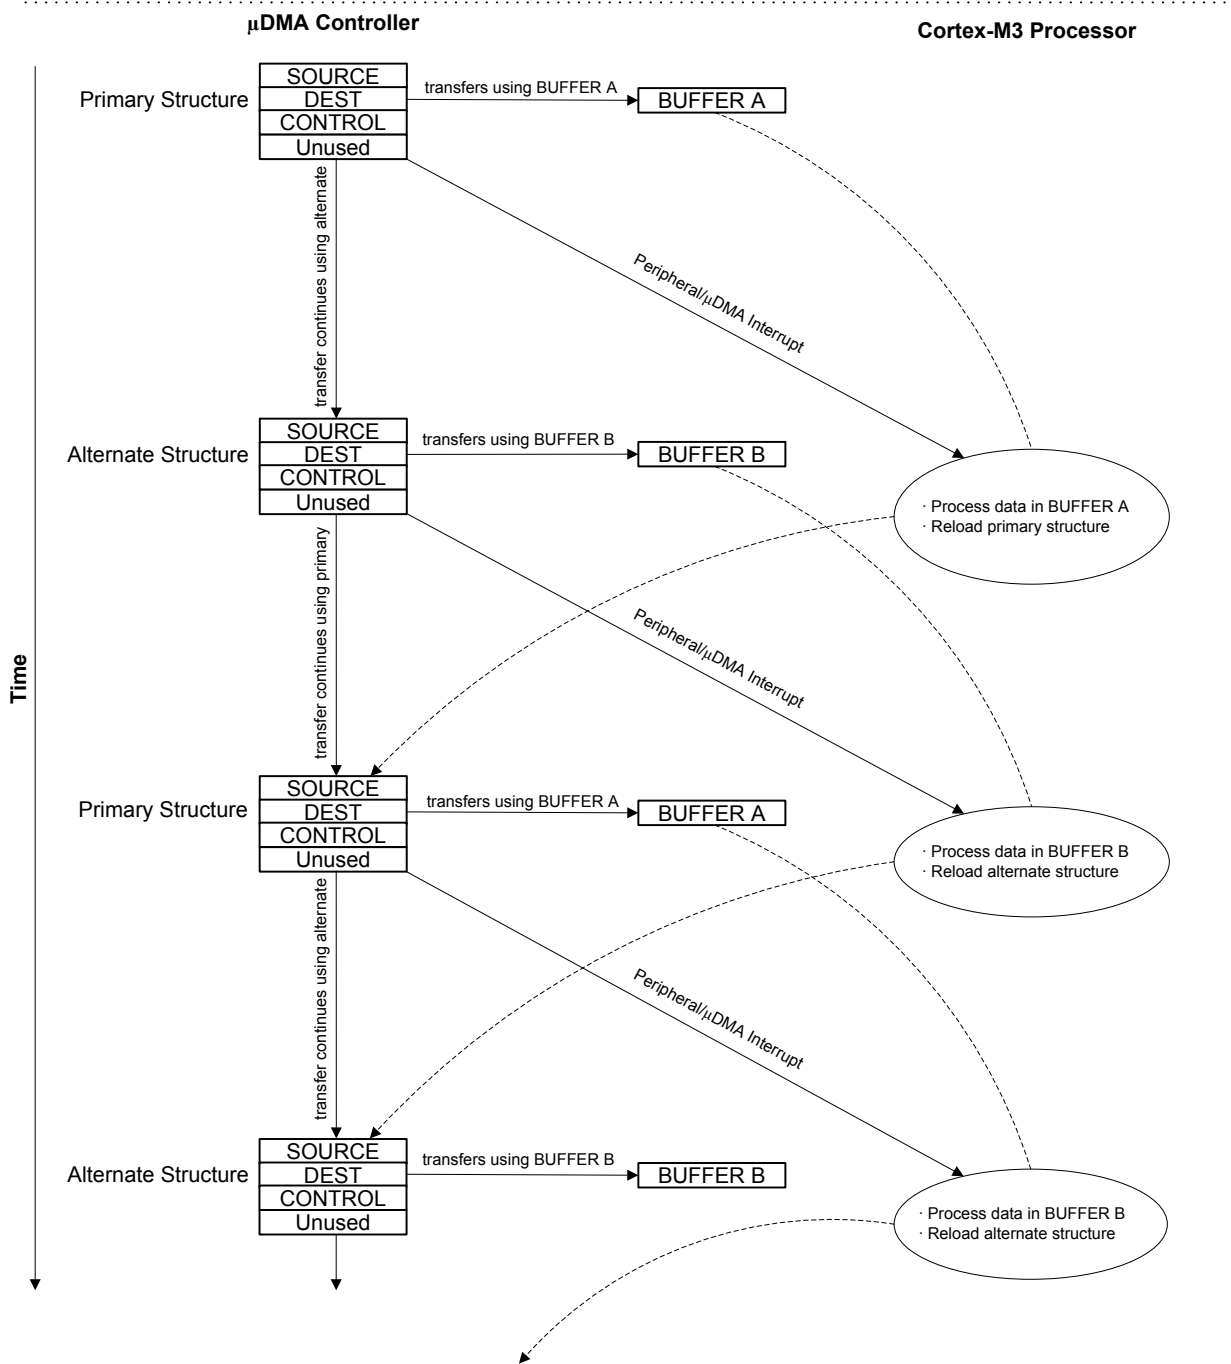 µDMA Controller
Cortex-M3 Processor
SOURCE
Primary Structure
DEST
transfers using BUFFER A
BUFFER A
CONTROL
Unused
transfer continues using alternate
Peripheral/µDMA Interrupt
SOURCE
Alternate Structure
DEST
transfers using BUFFER B
BUFFER B
CONTROL
Unused
· Process data in BUFFER A
· Reload primary structure
transfer continues using primary
Peripheral/µDMA Interrupt
Time
SOURCE
Primary Structure
DEST
transfers using BUFFER A
BUFFER A
CONTROL
Unused
· Process data in BUFFER B
· Reload alternate structure
transfer continues using alternate
Peripheral/µDMA Interrupt
SOURCE
Alternate Structure
DEST
transfers using BUFFER B
BUFFER B
CONTROL
Unused
· Process data in BUFFER B
· Reload alternate structure